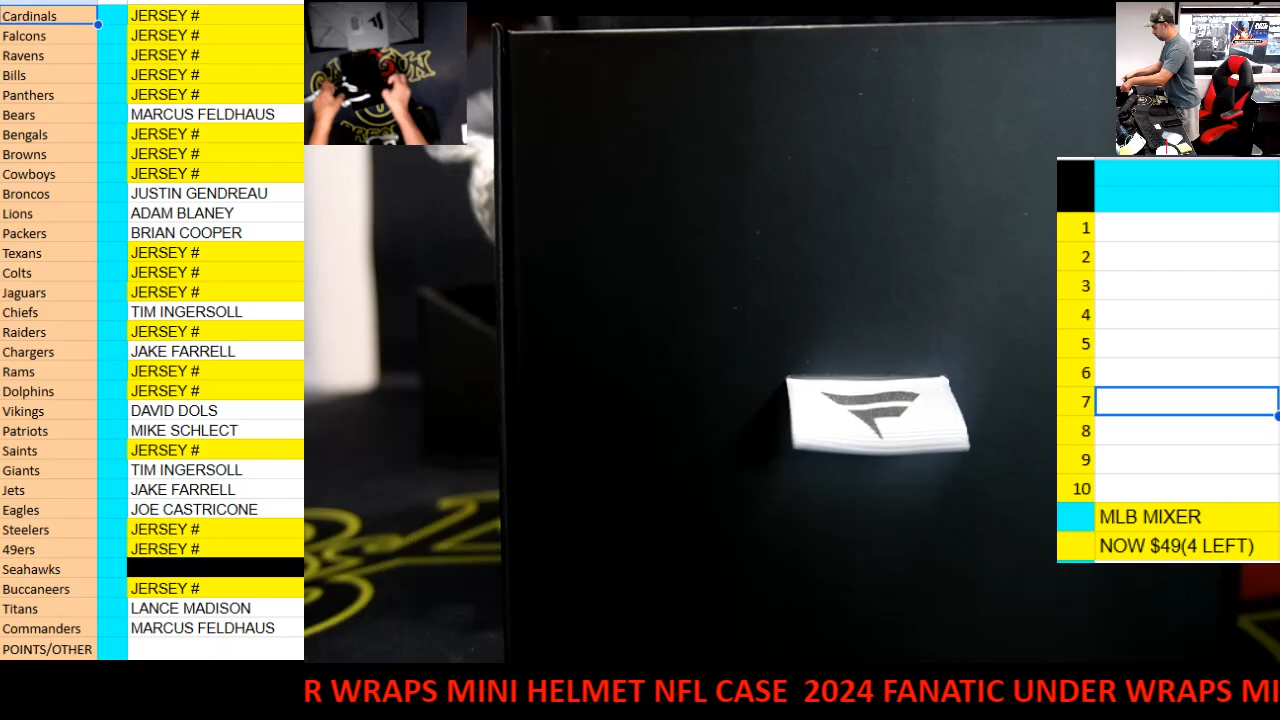 Cardinals JERSEY #
Falcons JERSEY #
Ravens JERSEY #
Bills JERSEY #
Panthers JERSEY #
Bears MARCUS FELDHAUS
Bengals JERSEY #
Browns JERSEY #
Cowboys JERSEY #
Broncos JUSTIN GENDREAU
Lions ADAM BLANEY
Packers BRIAN COOPER
Texans JERSEY #
Colts JERSEY #
Jaguars JERSEY #
Chiefs TIM INGERSOLL
Raiders JERSEY #
Chargers JAKE FARRELL
Rams JERSEY #
Dolphins JERSEY #
Vikings DAVID DOLS
Patriots MIKE SCHLECT
Saints JERSEY #
Giants TIM INGERSOLL
Jets JAKE FARRELL
Eagles JOE CASTRICONE
Steelers JERSEY #
49ers JERSEY #
Seahawks
Buccaneers JERSEY #
Titans LANCE MADISON
Commanders MARCUS FELDHAUS
POINTS/OTHER
1
2
3
4
5
6
7
8
9
10
MLB MIXER
NOW $49(4 LEFT)
R WRAPS MINI HELMET NFL CASE 2024 FANATIC UNDER WRAPS MI